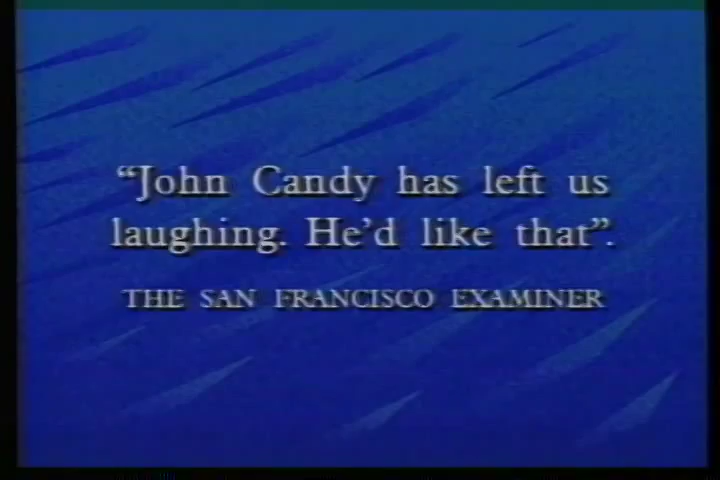 “John Candy has left us
laughing. He’d like that”.
THE SAN FRANCISCO EXAMINER